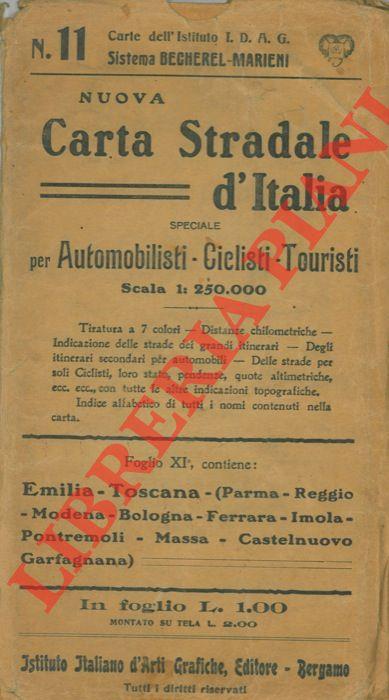 N. 11
Carte dell'Istituto I. D. A. G.
Sistema BECHEREL-MARIENI
NUOVA
Carta Stradale
d'Italia
SPECIALE
per Automobilisti - Ciclisti - Touristi
Scala 1: 250.000
Tiratura a 7 colori — Distanze chilometriche —
Indicazione delle strade dei grandi itinerari — Degli
itinerari secondari per automobili — Delle strade per
soli Ciclisti, loro stato, pendenze, quote altimetriche,
ecc. ecc., con tutte le altre indicazioni topografiche.
Indice alfabetico di tutti i nomi contenuti nella
carta.
Foglio XI°, contiene:
Emilia - Toscana - (Parma - Reggio
- Modena - Bologna - Ferrara - Imola -
Pontremoli - Massa - Castelnuovo
Garfagnana)
In foglio L. 1.00
MONTATO SU TELA L. 2.00
Istituto Italiano d'Arti Grafiche, Editore - Bergamo
Tutti i diritti riservati
LIBRERIA PIANI